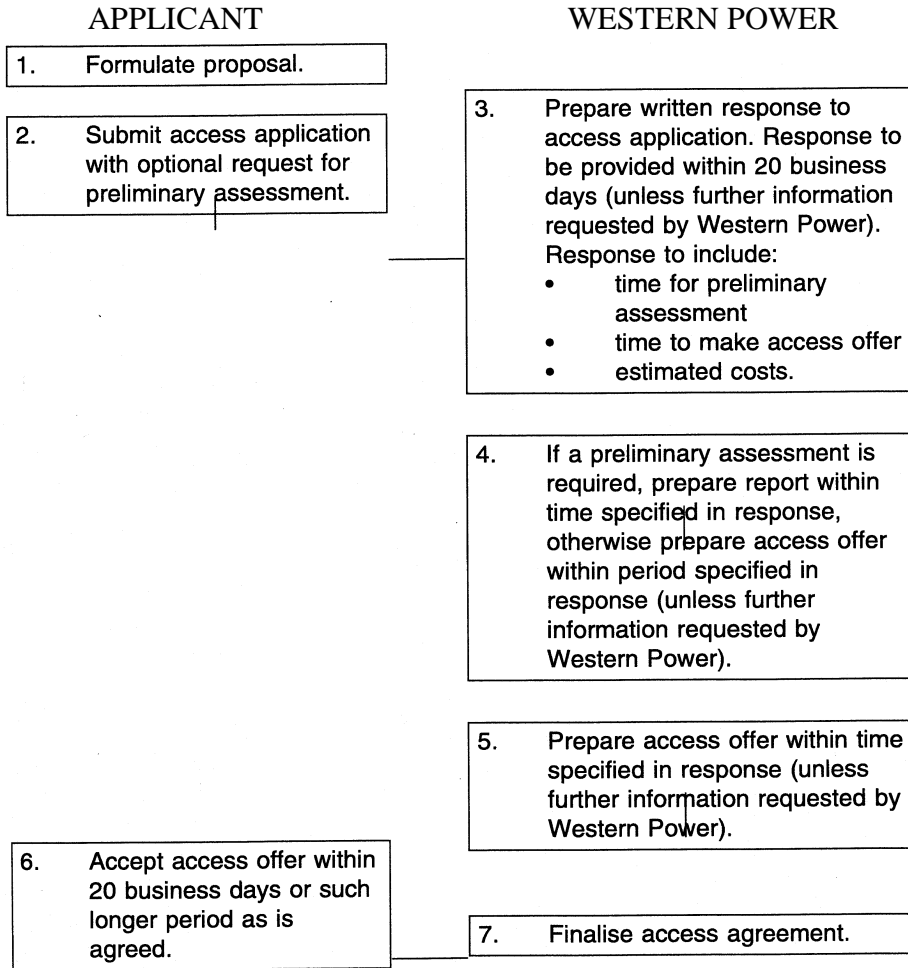 APPLICANT
WESTERN POWER
1. Formulate proposal.
2. Submit access application
with optional request for
preliminary assessment.
3. Prepare written response to
access application. Response to
be provided within 20 business
days (unless further information
requested by Western Power).
Response to include:
• time for preliminary
assessment
• time to make access offer
• estimated costs.
4. If a preliminary assessment is
required, prepare report within
time specified in response,
otherwise prepare access offer
within period specified in
response (unless further
information requested by
Western Power).
5. Prepare access offer within time
specified in response (unless
further information requested by
Western Power).
6. Accept access offer within
20 business days or such
longer period as is
agreed.
7. Finalise access agreement.